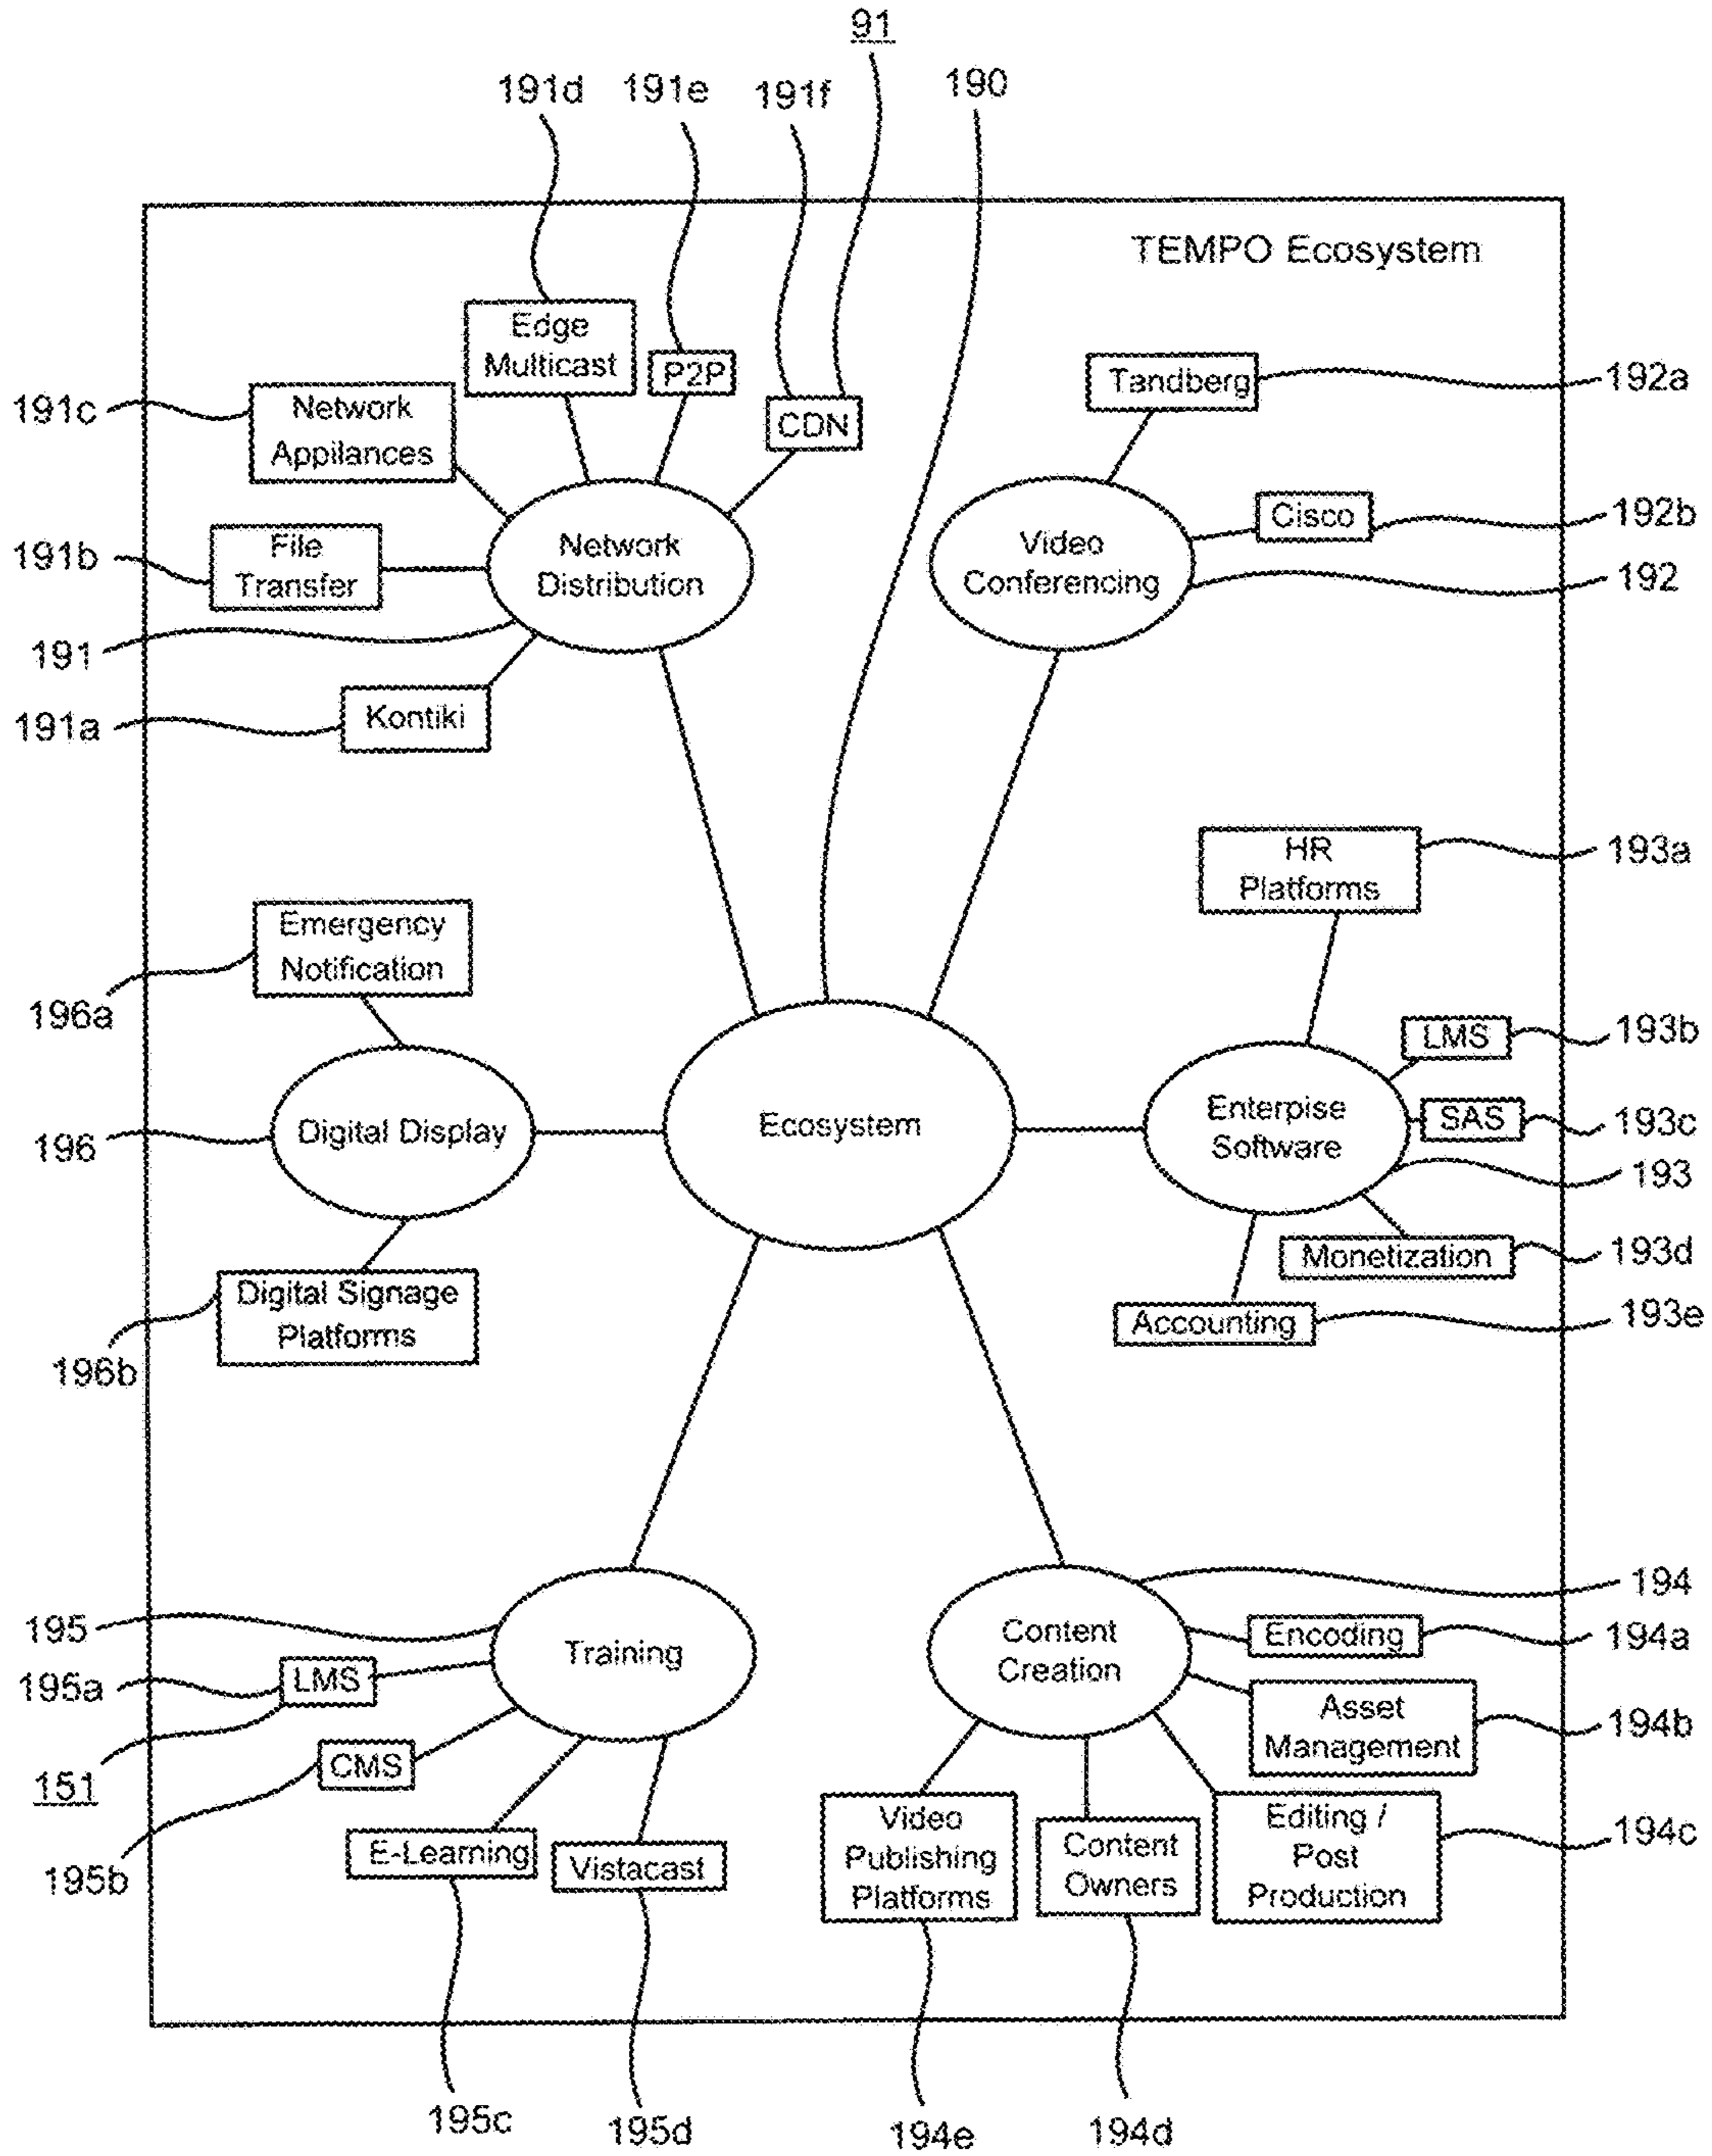 91
190
191d
191e
191f
TEMPO Ecosystem
Edge
Multicast
P2P
CDN
Tandberg
192a
191c
Network
Appilances
Cisco
192b
191b
File
Transfer
Network
Distribution
Video
Conferencing
192
191
191a
Kontiki
HR
Platforms
193a
Emergency
Notification
196a
LMS
193b
SAS
193c
196
Digital Display
Ecosystem
Enterpise
Software
193
Monetization
193d
Digital Signage
Platforms
196b
Accounting
193e
194
195
Training
Content
Creation
Encoding
194a
195a
LMS
Asset
Management
194b
151
CMS
195b
E-Learning
Vistacast
Video
Publishing
Platforms
Content
Owners
Editing /
Post
Production
194c
195c
195d
194e
194d